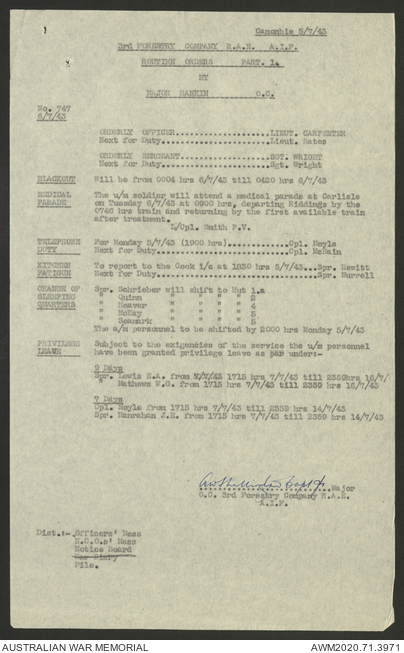 Canonbie 5/7/43
3rd FORESTRY COMPANY R.A.E. A.I.F.
ROUTINE ORDERS PART. 1.
BY
MAJOR RANKIN O.C.
No. 747
6/7/43
ORDERLY OFFICER......................LIEUT. CARPENTER
Next for Duty........................Lieut. Bates
ORDERLY SERGEANT.....................SGT. WRIGHT
Next for Duty........................Sgt. Wright
BLACKOUT Will be from 0004 hrs 6/7/43 till 0420 hrs 6/7/43
MEDICAL The u/m soldier will attend a medical parade at Carlisle
PARADE on Tuesday 6/7/43 at 0900 hrs, departing Riddings by the
0746 hrs train and returning by the first available train
after treatment.
L/Cpl. Smith P.V.
TELEPHONE For Monday 5/7/43 (1900 hrs)............Cpl. Moyle
DUTY Next for Duty...........................Cpl. McBain
KITCHEN To report to the Cook i/c at 1830 hrs 5/7/43..Spr. Hewitt
FATIGUE Next for Duty...........................Spr. Murrell
CHANGE OF Spr. Schrieber will shift to Hut 1.a
SLEEPING " Quinn " " " " 2
QUARTERS " Heaver " " " " 4
" McKay " " " " 5
" Seamark " " " " 5
The a/m personnel to be shifted by 2000 hrs Monday 5/7/43
PRIVILEGE Subject to the exigencies of the service the u/m personnel
LEAVE have been granted privilege leave as under:-
9 Days
Spr. Lewis E.A. from 1715 hrs 7/7/43 till 2359hrs 16/7/
" Mathews W.G. from 1715 hrs 7/7/43 till 2359 hrs 16/7/43
7 Days
Cpl. Moyle from 1715 hrs 7/7/43 till 2359 hrs 14/7/43
Spr. Hanrahan J.H. from 1715 hrs 7/7/43 till 2359 hrs 14/7/43
Capt f Major
O.C. 3rd Forestry Company R.A.E.
A.I.F.
Dist:- Officers' Mess
N.C.Os' Mess
Notice Board
War Diary
File.
AUSTRALIAN WAR MEMORIAL AWM2020.71.3971